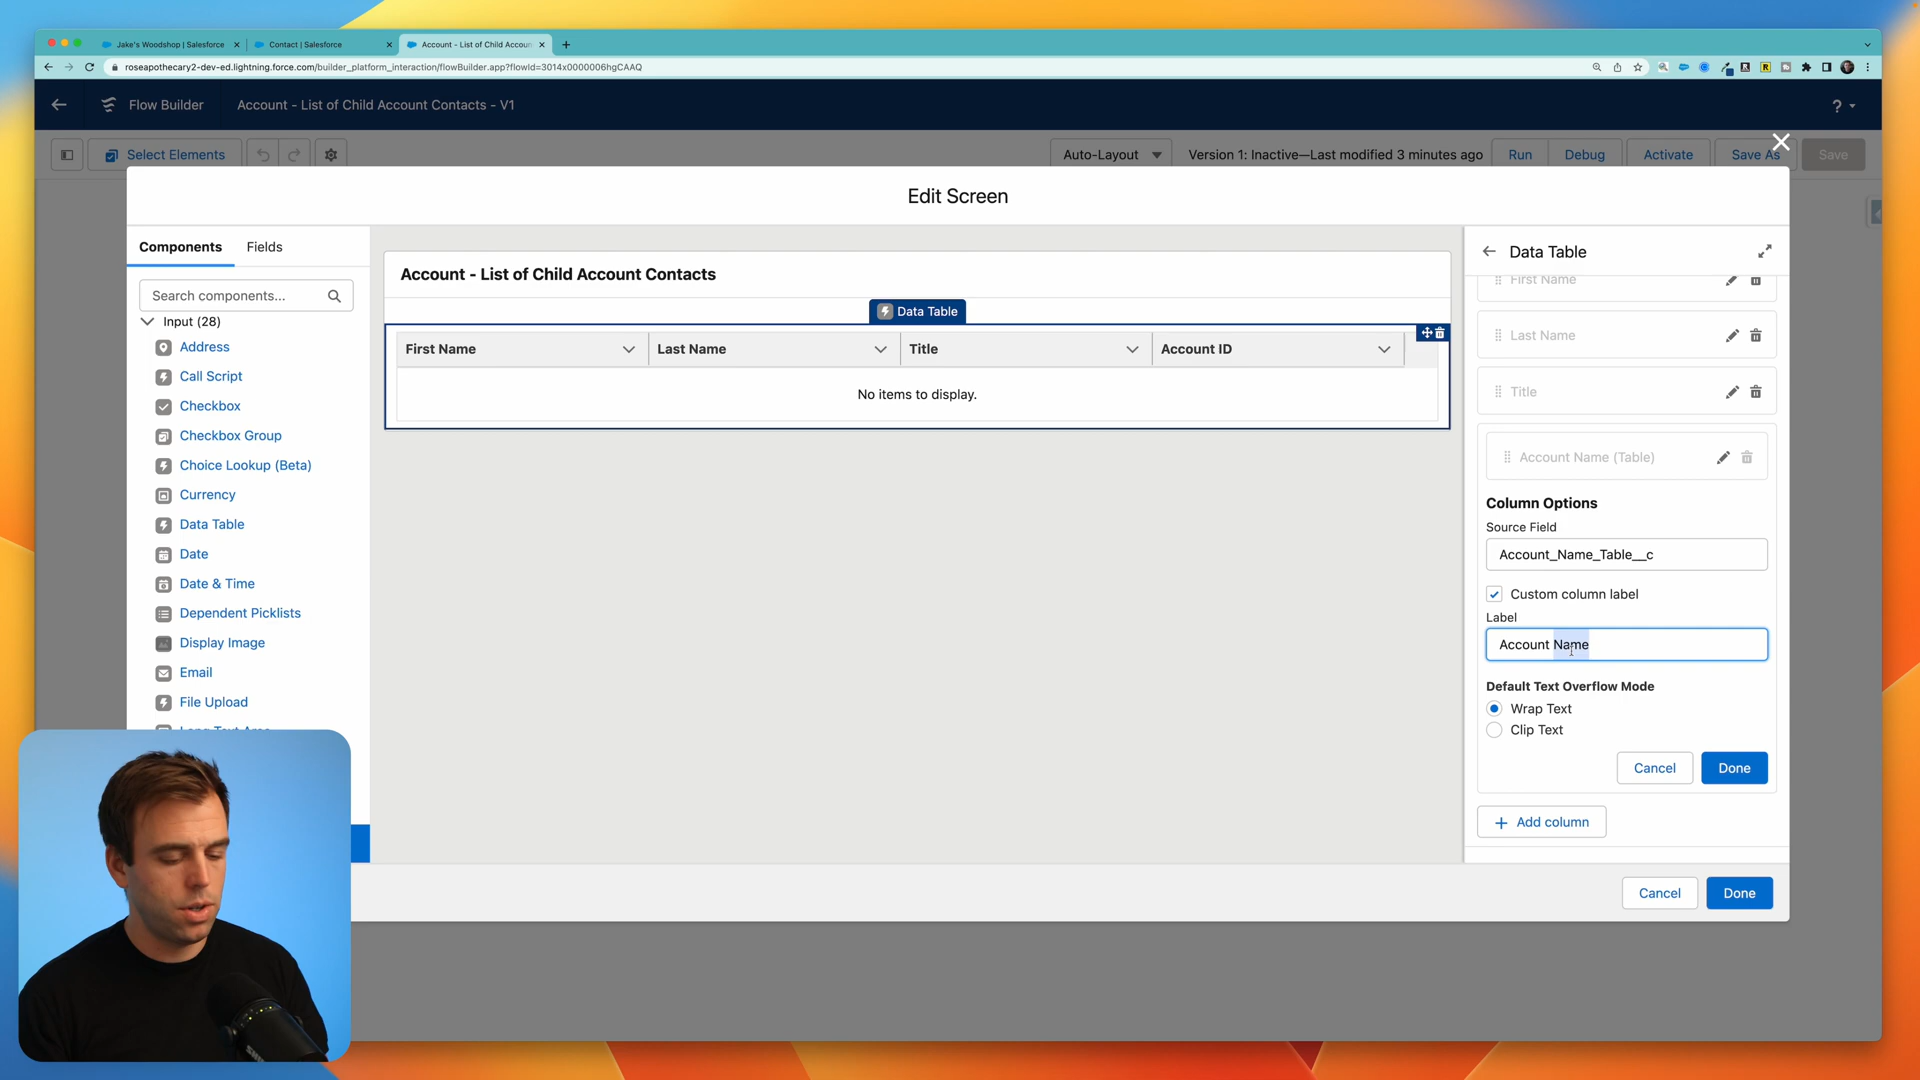 Jake's Woodshop | Salesforce
Contact | Salesforce
Account - List of Child Accoun
roseapothecary2-dev-ed.lightning.force.com/builder_platform_interaction/flowBuilder.app?flowId=3014x0000006hgCAAQ
Flow Builder
Account - List of Child Account Contacts - V1
?
Select Elements
Auto-Layout
Version 1: Inactive—Last modified 3 minutes ago
Run
Debug
Activate
Save As
Save
Edit Screen
Components
Fields
Search components...
Input (28)
Address
Call Script
Checkbox
Checkbox Group
Choice Lookup (Beta)
Currency
Data Table
Date
Date & Time
Dependent Picklists
Display Image
Email
File Upload
Long Text Area
Account - List of Child Account Contacts
Data Table
First Name
Last Name
Title
Account ID
No items to display.
Data Table
First Name
Last Name
Title
Account Name (Table)
Column Options
Source Field
Account_Name_Table__c
Custom column label
Label
Account Name
Default Text Overflow Mode
Wrap Text
Clip Text
Cancel
Done
Add column
Cancel
Done